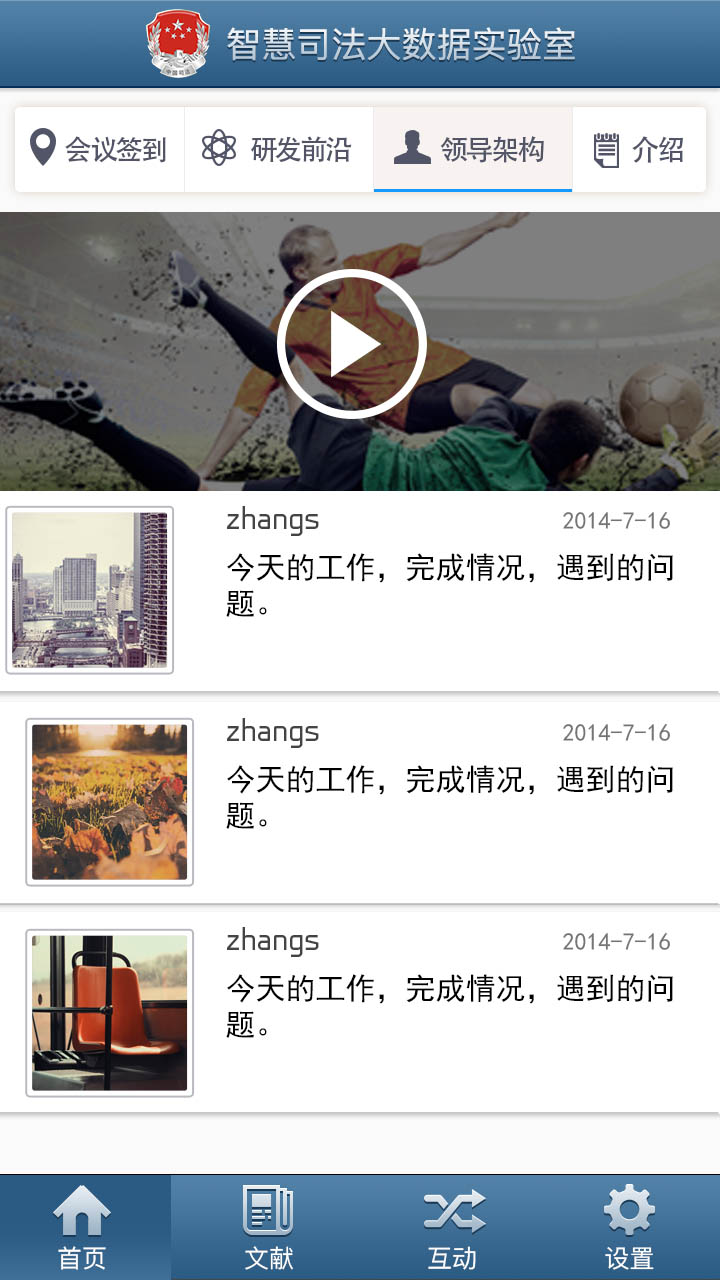 智慧司法大数据实验室
会议签到 研发前沿 领导架构 介绍
zhangs 2014-7-16
今天的工作，完成情况，遇到的问
题。
zhangs 2014-7-16
今天的工作，完成情况，遇到的问
题。
zhangs 2014-7-16
今天的工作，完成情况，遇到的问
题。
首页 文献 互动 设置